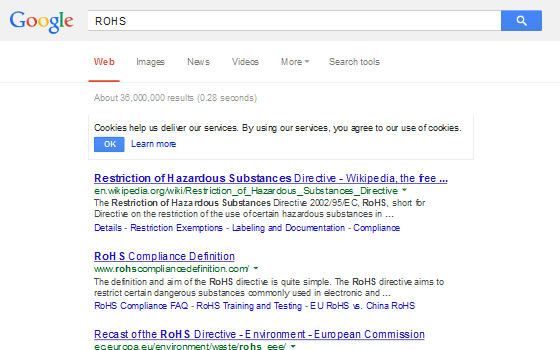 Google ROHS
Web Images News Videos More Search tools
About 36,000,000 results (0.28 seconds)
Cookies help us deliver our services. By using our services, you agree to our use of cookies.
OK Learn more
Restriction of Hazardous Substances Directive - Wikipedia, the free ...
en.wikipedia.org/wiki/Restriction_of_Hazardous_Substances_Directive
The Restriction of Hazardous Substances Directive 2002/95/EC, RoHS, short for
Directive on the restriction of the use of certain hazardous substances in ...
Details - Restriction Exemptions - Labeling and Documentation - Compliance
RoHS Compliance Definition
www.rohscompliancedefinition.com/
The definition and aim of the RoHS directive is quite simple. The RoHS directive aims to
restrict certain dangerous substances commonly used in electronic and ...
RoHS Compliance FAQ - RoHS Training and Testing - EU RoHS vs. China RoHS
Recast of the RoHS Directive - Environment - European Commission
ec.europa.eu/environment/waste/rohs_eee/